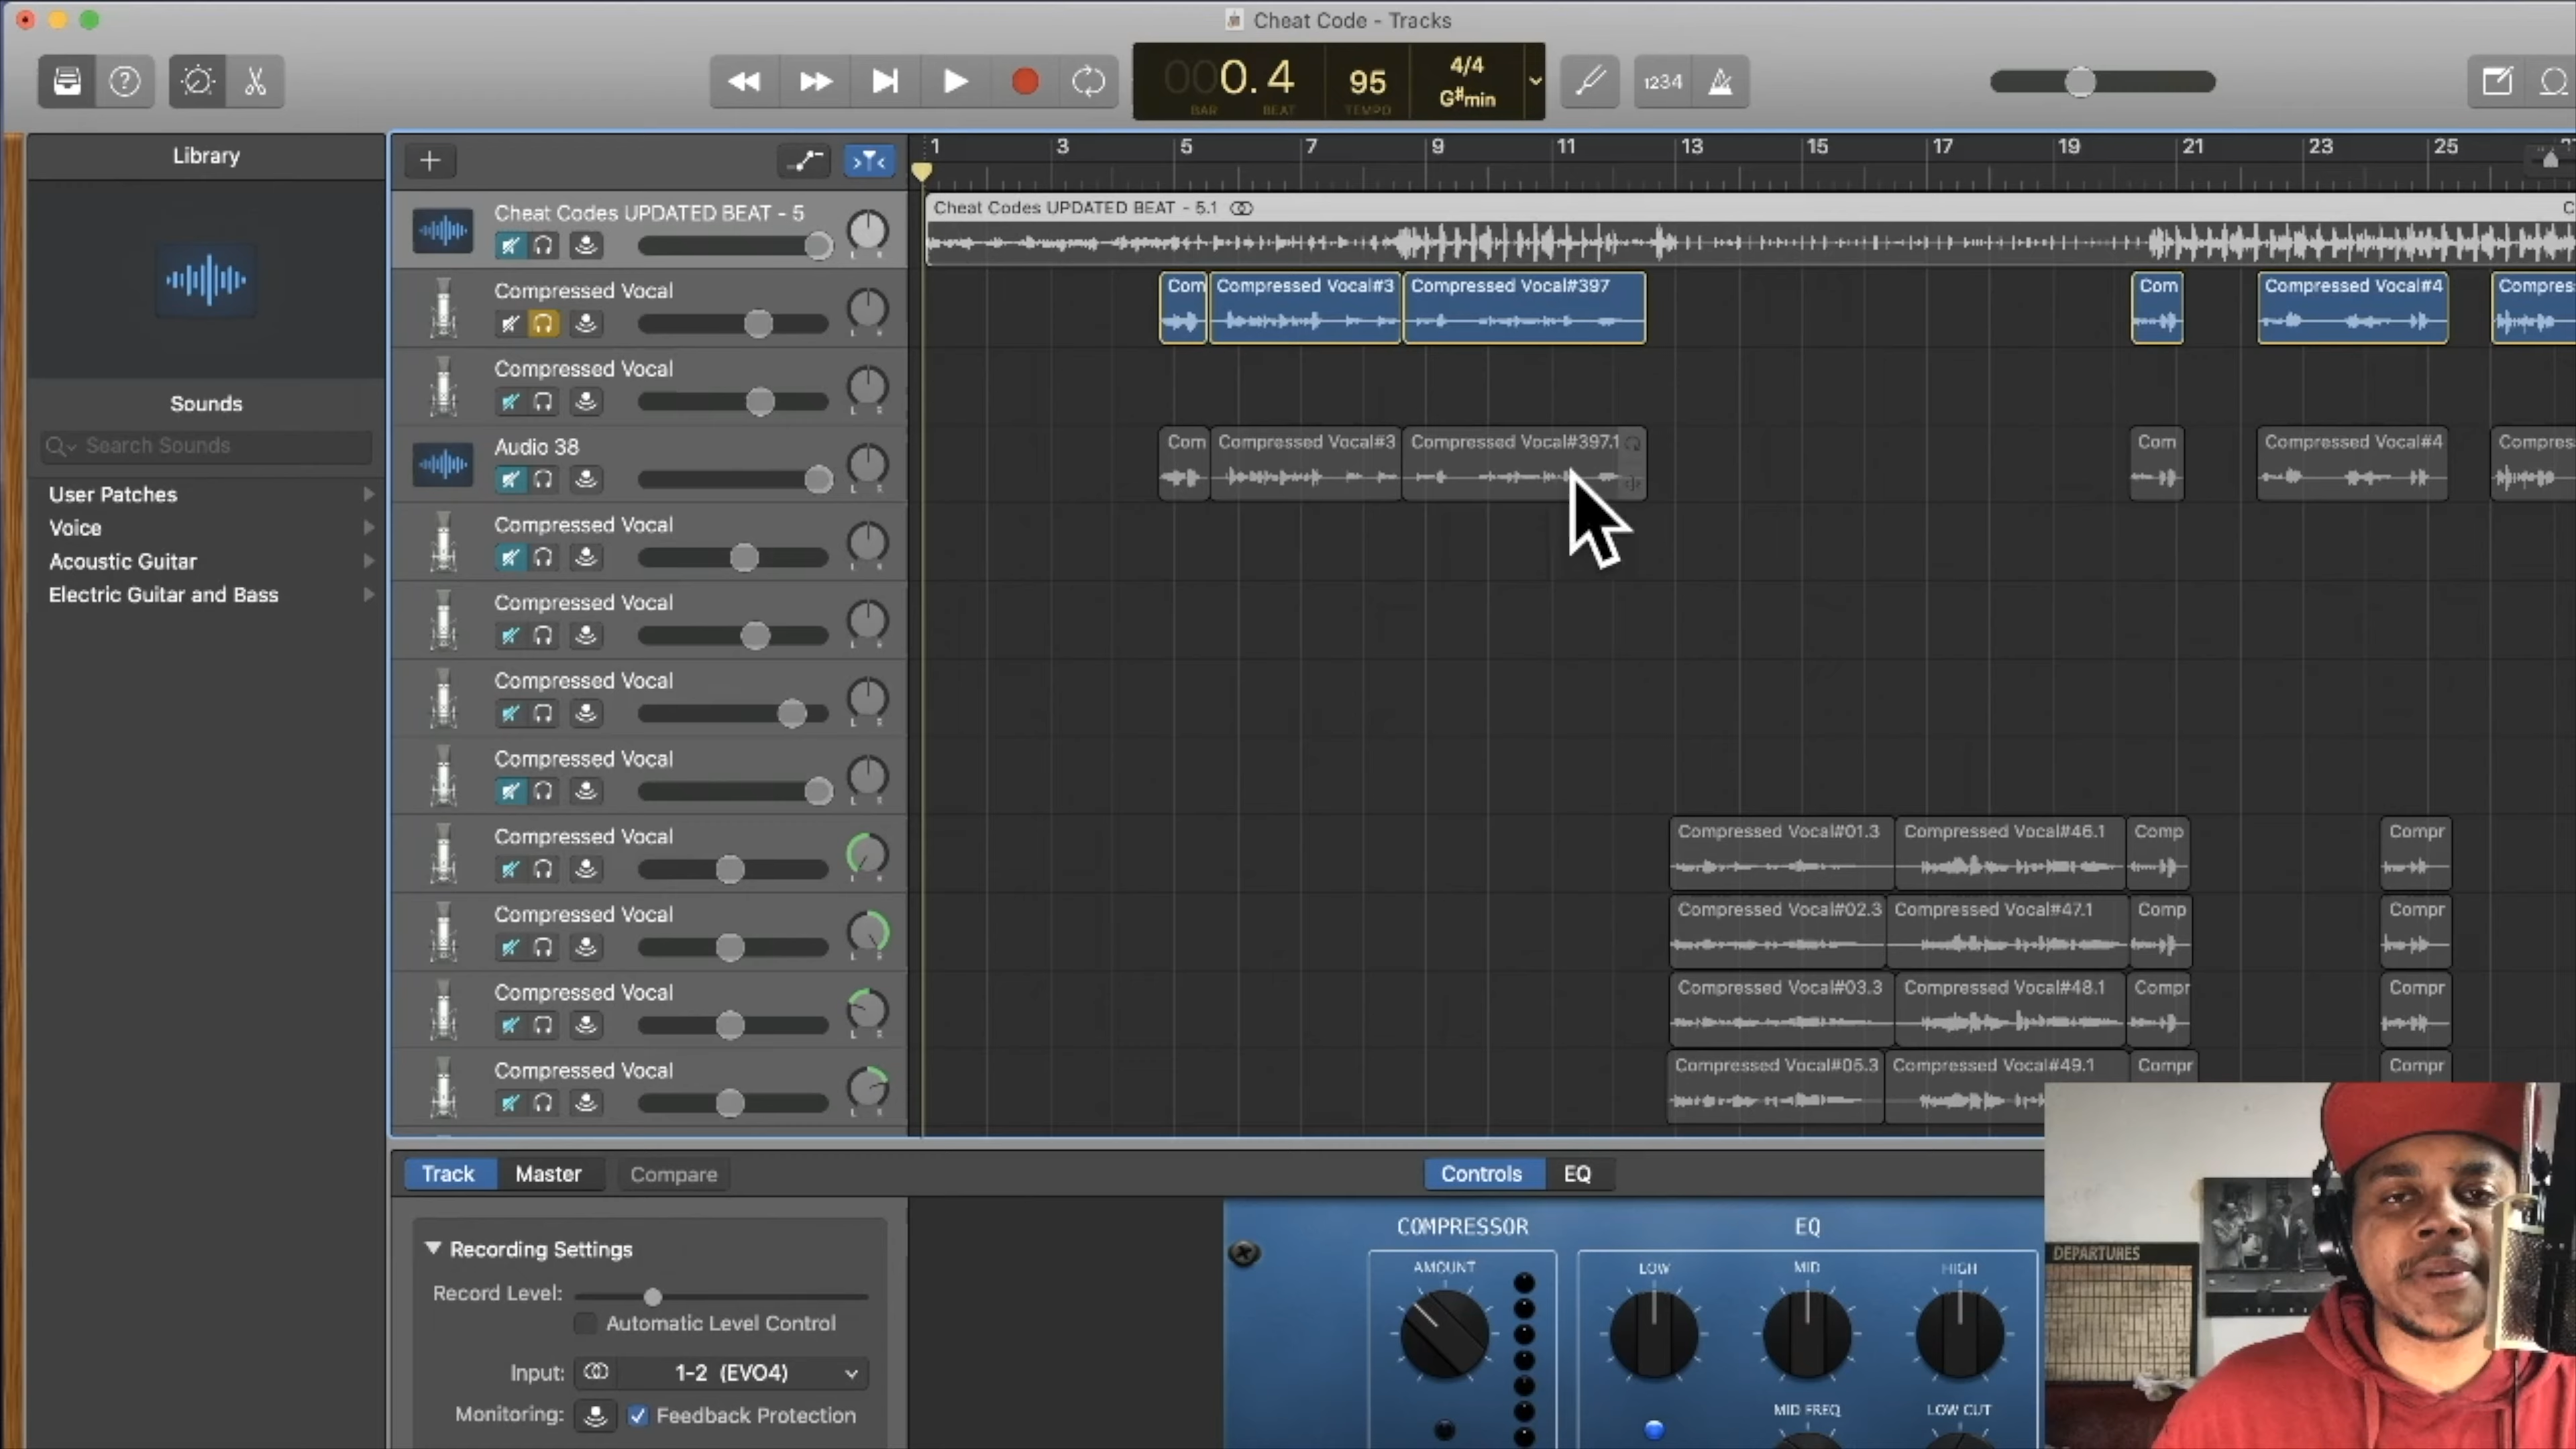 Cheat Code - Tracks
000.4
BAR
BEAT
95
TEMPO
4/4
G#min
1234
Library
Sounds
Search Sounds
User Patches
Voice
Acoustic Guitar
Electric Guitar and Bass
1 3 5 7 9 11 13 15 17 19 21 23 25
Cheat Codes UPDATED BEAT - 5
Cheat Codes UPDATED BEAT - 5.1
C
Compressed Vocal
Com
Compressed Vocal#3
Compressed Vocal#397
Com
Compressed Vocal#4
Compres
Compressed Vocal
Audio 38
Com
Compressed Vocal#3
Compressed Vocal#397.1
Com
Compressed Vocal#4
Compres
Compressed Vocal
Compressed Vocal
Compressed Vocal
Compressed Vocal
Compressed Vocal
Compressed Vocal#01.3
Compressed Vocal#46.1
Comp
Compr
Compressed Vocal
Compressed Vocal#02.3
Compressed Vocal#47.1
Comp
Compr
Compressed Vocal
Compressed Vocal#03.3
Compressed Vocal#48.1
Compr
Compr
Compressed Vocal
Compressed Vocal#05.3
Compressed Vocal#49.1
Compr
Compr
Track
Master
Compare
Controls
EQ
Recording Settings
Record Level:
Automatic Level Control
Input:
1-2 (EVO4)
Monitoring:
Feedback Protection
COMPRESSOR
AMOUNT
EQ
LOW
MID
HIGH
MID FREQ
LOW CUT
DEPARTURES